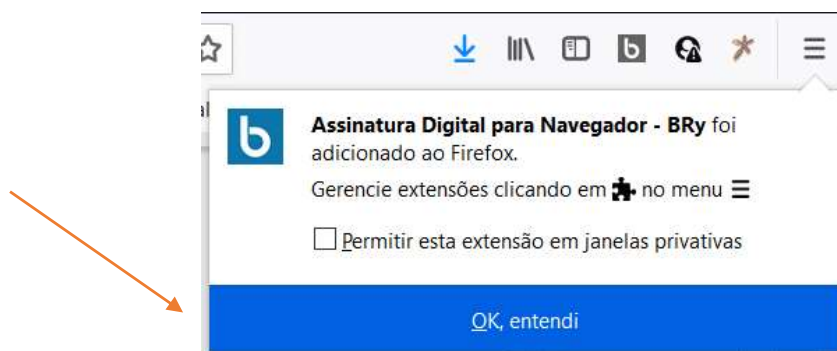 Assinatura Digital para Navegador - BRy foi
adicionado ao Firefox.
Gerencie extensões clicando em no menu
Permitir esta extensão em janelas privativas
OK, entendi